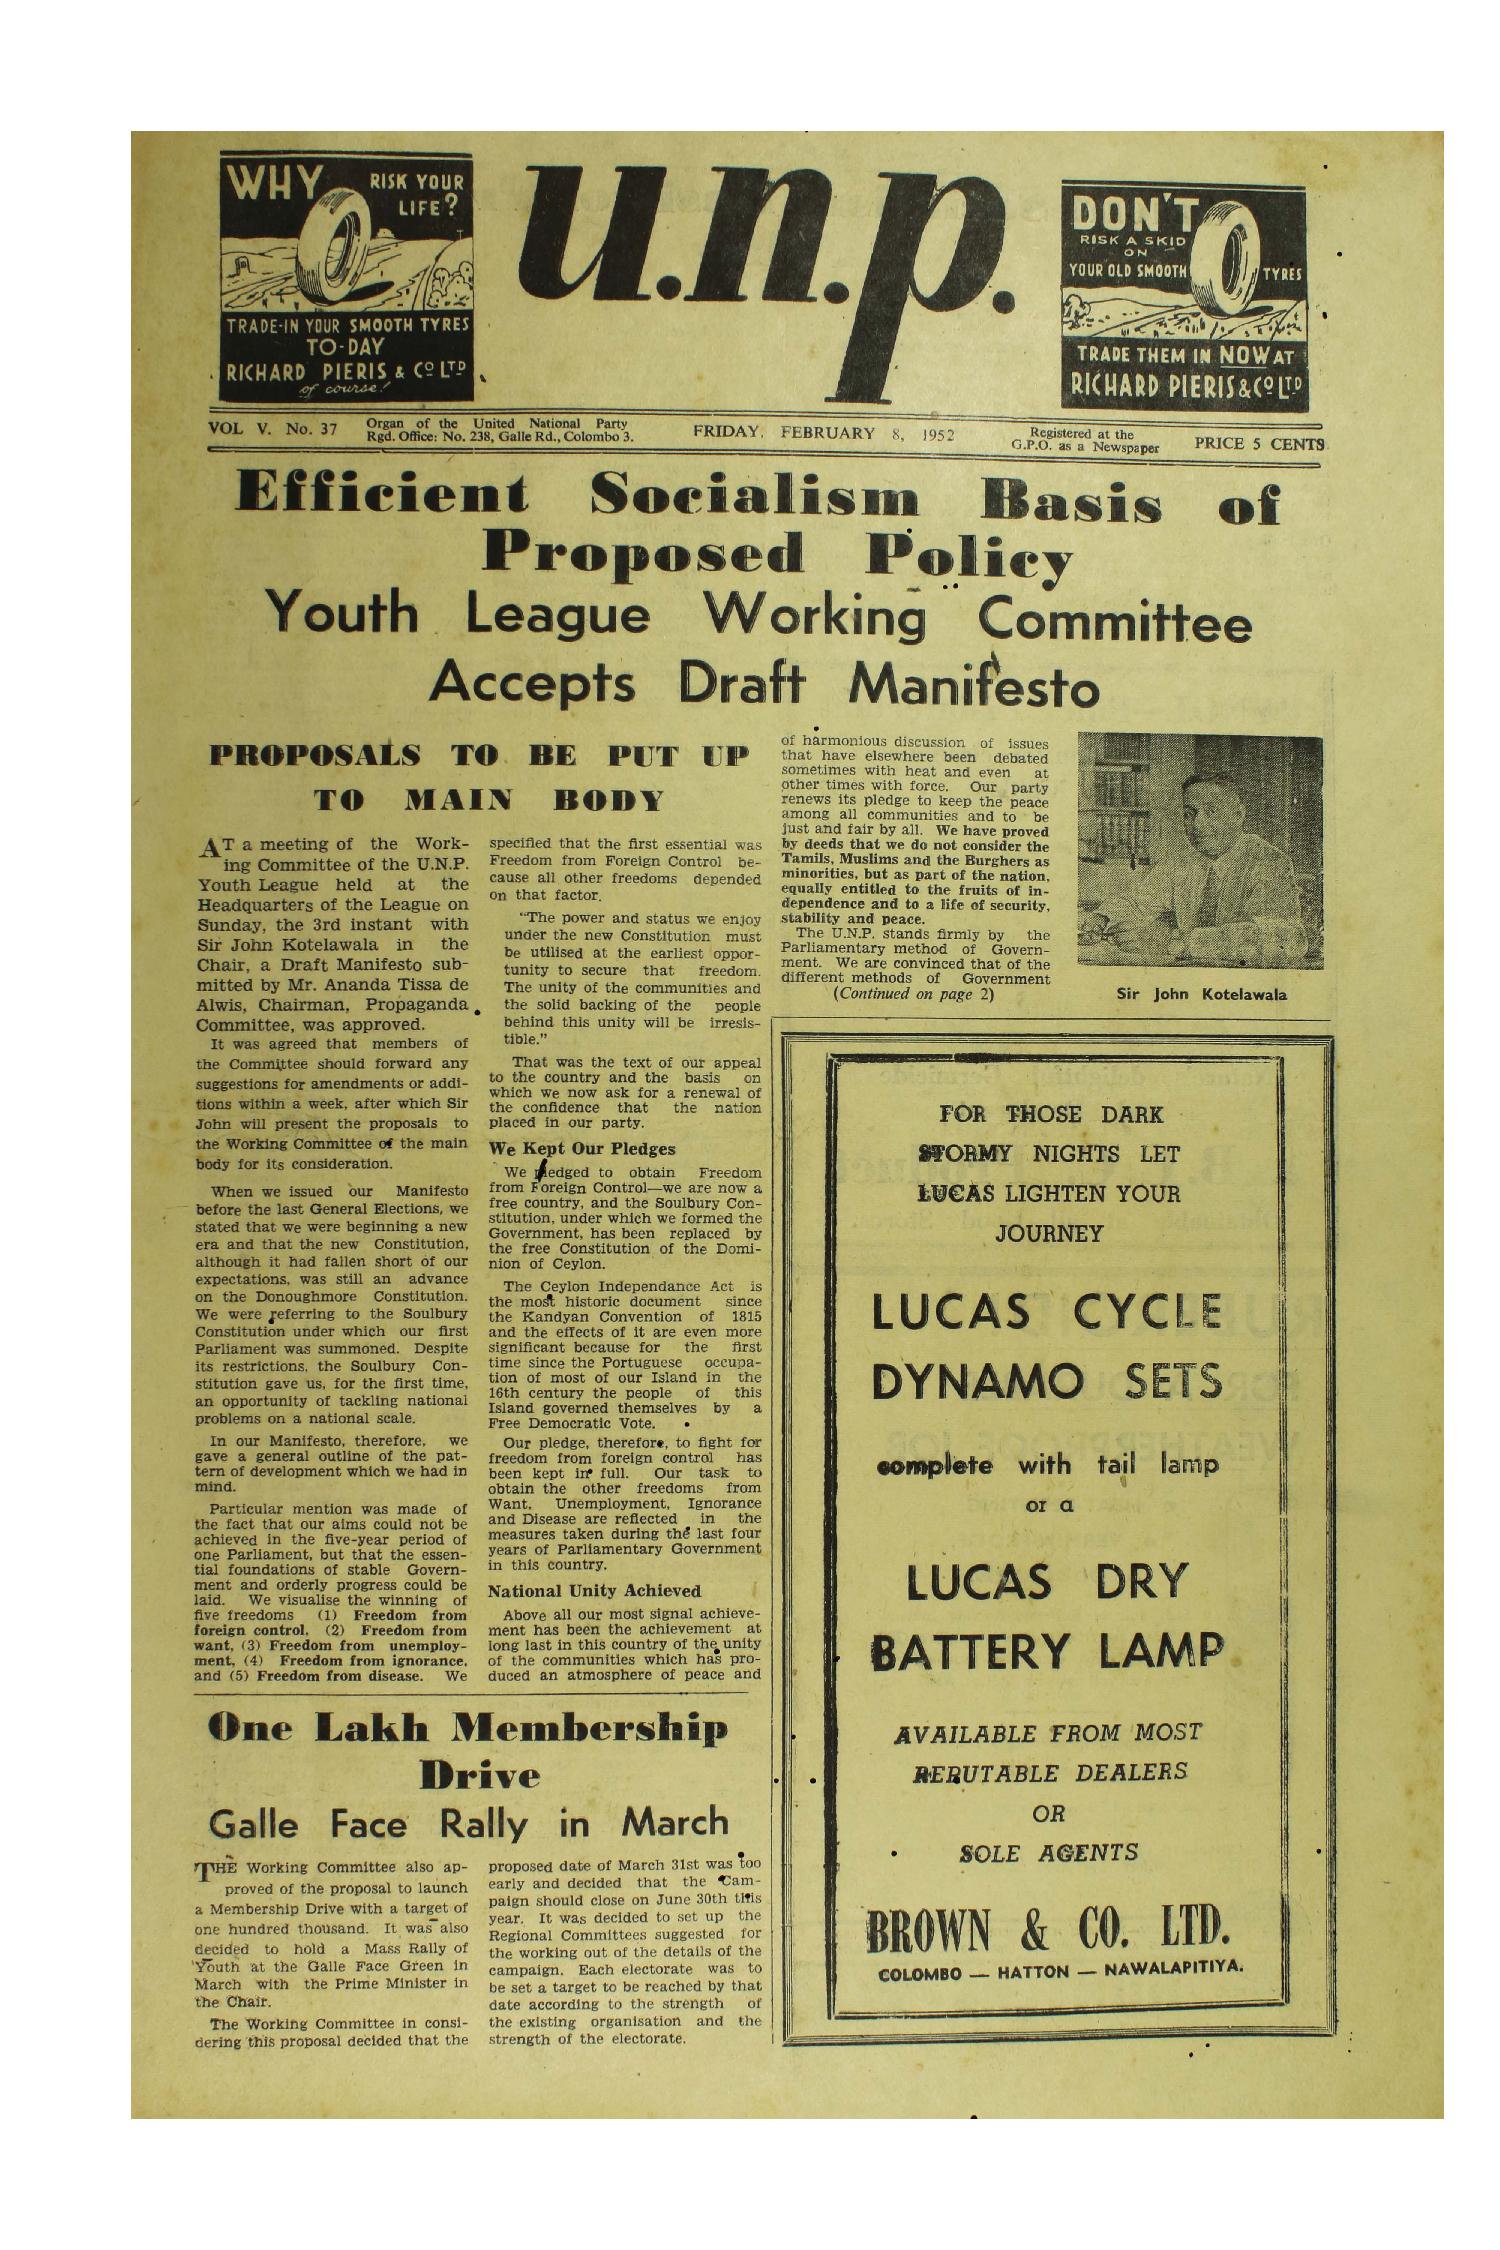 WHY RISK YOUR
LIFE?
TRADE-IN YOUR SMOOTH TYRES
TO-DAY
RICHARD PIERIS & CO LTD
of course!
u.n.p.
DON'T
RISK A SKID
ON
YOUR OLD SMOOTH TYRES
TRADE THEM IN NOW AT
RICHARD PIERIS & CO LTD
VOL V. No. 37
Organ of the United National Party
Rgd. Office: No. 238, Galle Rd., Colombo 3.
FRIDAY, FEBRUARY 8, 1952
Registered at the
G.P.O. as a Newspaper
PRICE 5 CENTS
Efficient Socialism Basis of
Proposed Policy
Youth League Working Committee
Accepts Draft Manifesto
PROPOSALS TO BE PUT UP
TO MAIN BODY
AT a meeting of the Work-
ing Committee of the U.N.P.
Youth League held at the
Headquarters of the League on
Sunday, the 3rd instant with
Sir John Kotelawala in the
Chair, a Draft Manifesto sub-
mitted by Mr. Ananda Tissa de
Alwis, Chairman, Propaganda
Committee, was approved.
It was agreed that members of
the Committee should forward any
suggestions for amendments or addi-
tions within a week, after which Sir
John will present the proposals to
the Working Committee of the main
body for its consideration.
When we issued our Manifesto
before the last General Elections, we
stated that we were beginning a new
era and that the new Constitution,
although it had fallen short of our
expectations, was still an advance
on the Donoughmore Constitution.
We were referring to the Soulbury
Constitution under which our first
Parliament was summoned. Despite
its restrictions, the Soulbury Con-
stitution gave us, for the first time,
an opportunity of tackling national
problems on a national scale.
In our Manifesto, therefore, we
gave a general outline of the pat-
tern of development which we had in
mind.
Particular mention was made of
the fact that our aims could not be
achieved in the five-year period of
one Parliament, but that the essen-
tial foundations of stable Govern-
ment and orderly progress could be
laid. We visualise the winning of
five freedoms (1) Freedom from
foreign control, (2) Freedom from
want, (3) Freedom from unemploy-
ment, (4) Freedom from ignorance,
and (5) Freedom from disease. We
specified that the first essential was
Freedom from Foreign Control be-
cause all other freedoms depended
on that factor.
"The power and status we enjoy
under the new Constitution must
be utilised at the earliest oppor-
tunity to secure that freedom.
The unity of the communities and
the solid backing of the people
behind this unity will be irresis-
tible."
That was the text of our appeal
to the country and the basis on
which we now ask for a renewal of
the confidence that the nation
placed in our party.
We Kept Our Pledges
We pledged to obtain Freedom
from Foreign Control—we are now a
free country, and the Soulbury Con-
stitution, under which we formed the
Government, has been replaced by
the free Constitution of the Domi-
nion of Ceylon.
The Ceylon Independance Act is
the most historic document since
the Kandyan Convention of 1815
and the effects of it are even more
significant because for the first
time since the Portuguese occupa-
tion of most of our Island in the
16th century the people of this
Island governed themselves by a
Free Democratic Vote.
Our pledge, therefore, to fight for
freedom from foreign control has
been kept in full. Our task to
obtain the other freedoms from
Want, Unemployment, Ignorance
and Disease are reflected in the
measures taken during the last four
years of Parliamentary Government
in this country.
National Unity Achieved
Above all our most signal achieve-
ment has been the achievement at
long last in this country of the unity
of the communities which has pro-
duced an atmosphere of peace and
of harmonious discussion of issues
that have elsewhere been debated
sometimes with heat and even at
other times with force. Our party
renews its pledge to keep the peace
among all communities and to be
just and fair by all. We have proved
by deeds that we do not consider the
Tamils, Muslims and the Burghers as
minorities, but as part of the nation,
equally entitled to the fruits of in-
dependence and to a life of security,
stability and peace.
The U.N.P. stands firmly by the
Parliamentary method of Govern-
ment. We are convinced that of the
different methods of Government
(Continued on page 2)
Sir John Kotelawala
One Lakh Membership
Drive
Galle Face Rally in March
THE Working Committee also ap-
proved of the proposal to launch
a Membership Drive with a target of
one hundred thousand. It was also
decided to hold a Mass Rally of
Youth at the Galle Face Green in
March with the Prime Minister in
the Chair.
The Working Committee in consi-
dering this proposal decided that the
proposed date of March 31st was too
early and decided that the Cam-
paign should close on June 30th this
year. It was decided to set up the
Regional Committees suggested for
the working out of the details of the
campaign. Each electorate was to
be set a target to be reached by that
date according to the strength of
the existing organisation and the
strength of the electorate.
FOR THOSE DARK
STORMY NIGHTS LET
LUCAS LIGHTEN YOUR
JOURNEY
LUCAS CYCLE
DYNAMO SETS
complete with tail lamp
or a
LUCAS DRY
BATTERY LAMP
AVAILABLE FROM MOST
REPUTABLE DEALERS
OR
SOLE AGENTS
BROWN & CO. LTD.
COLOMBO — HATTON — NAWALAPITIYA.